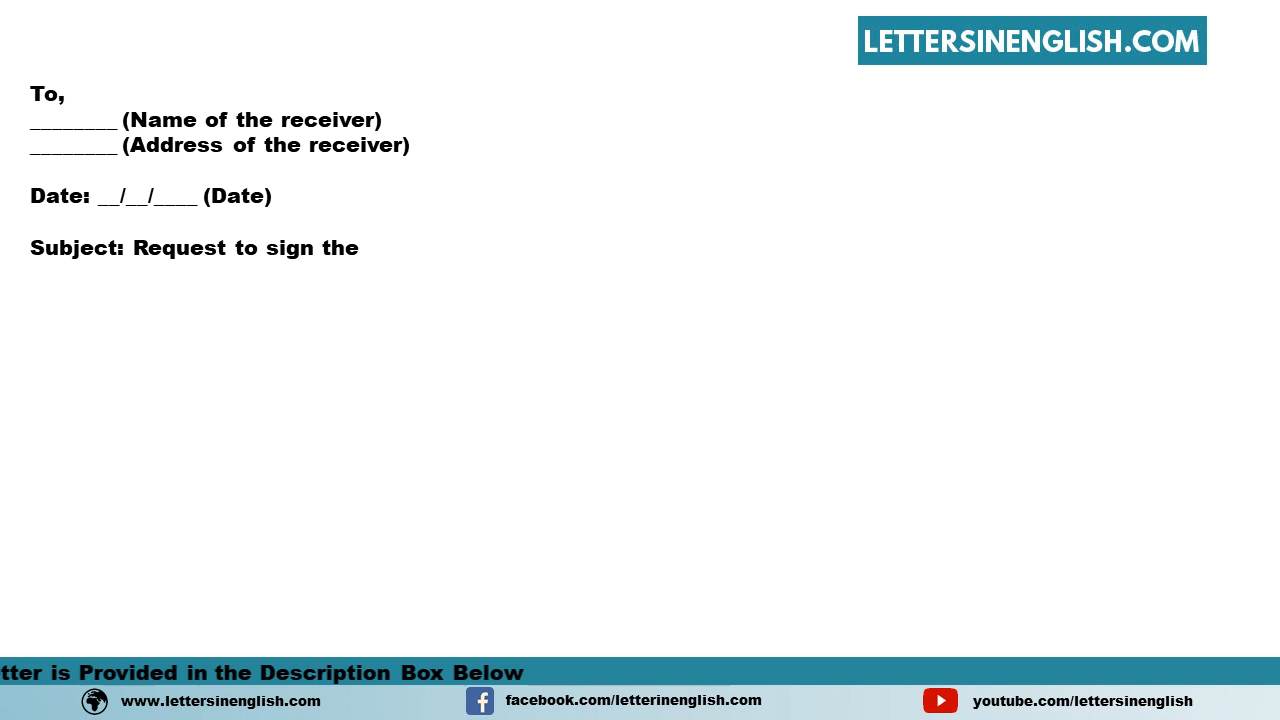 LETTERSINENGLISH.COM
To,
________ (Name of the receiver)
________ (Address of the receiver)
Date: __/__/____ (Date)
Subject: Request to sign the
tter is Provided in the Description Box Below
www.lettersinenglish.com
facebook.com/letterinenglish.com
youtube.com/lettersinenglish